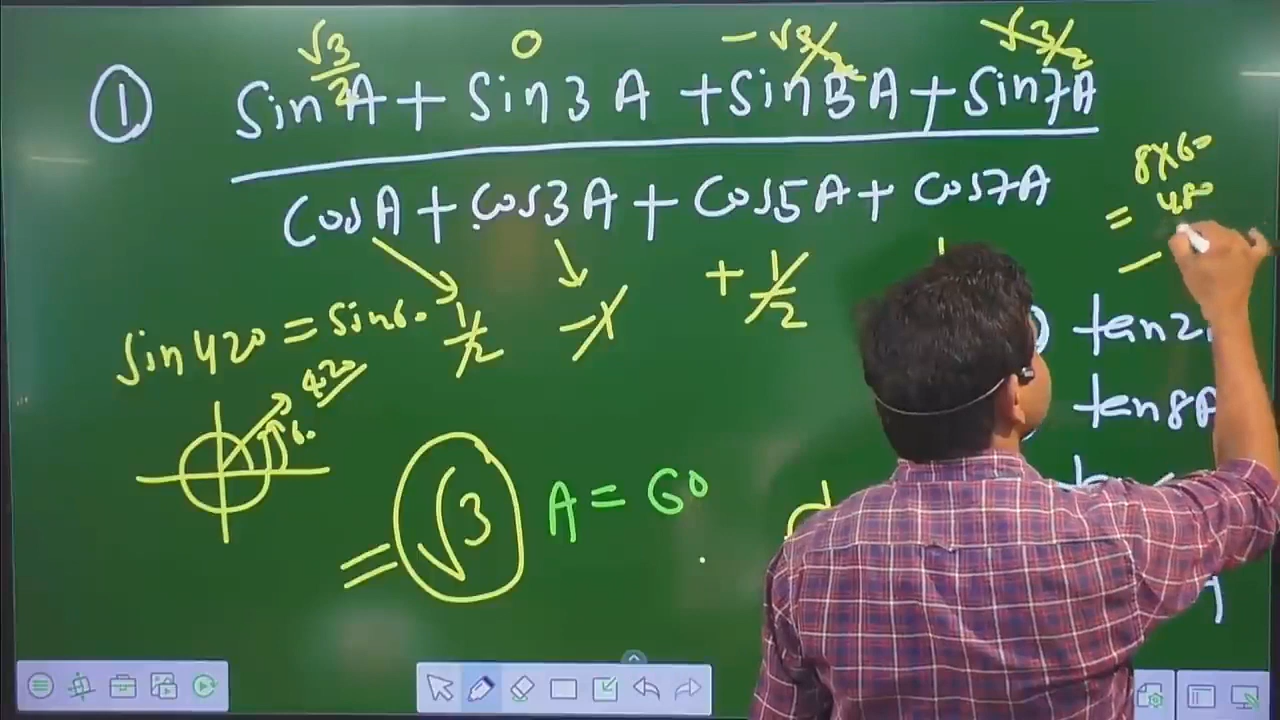 √3/2 0 -√3/2 √3/2
① SinA + Sin3A + Sin5A + Sin7A
CosA + Cos3A + Cos5A + Cos7A
8×60
= 480
-
1/2 -1 + 1/2
Sin420 = Sin60
420
60
tan2
tan8A
= √3
A = 60